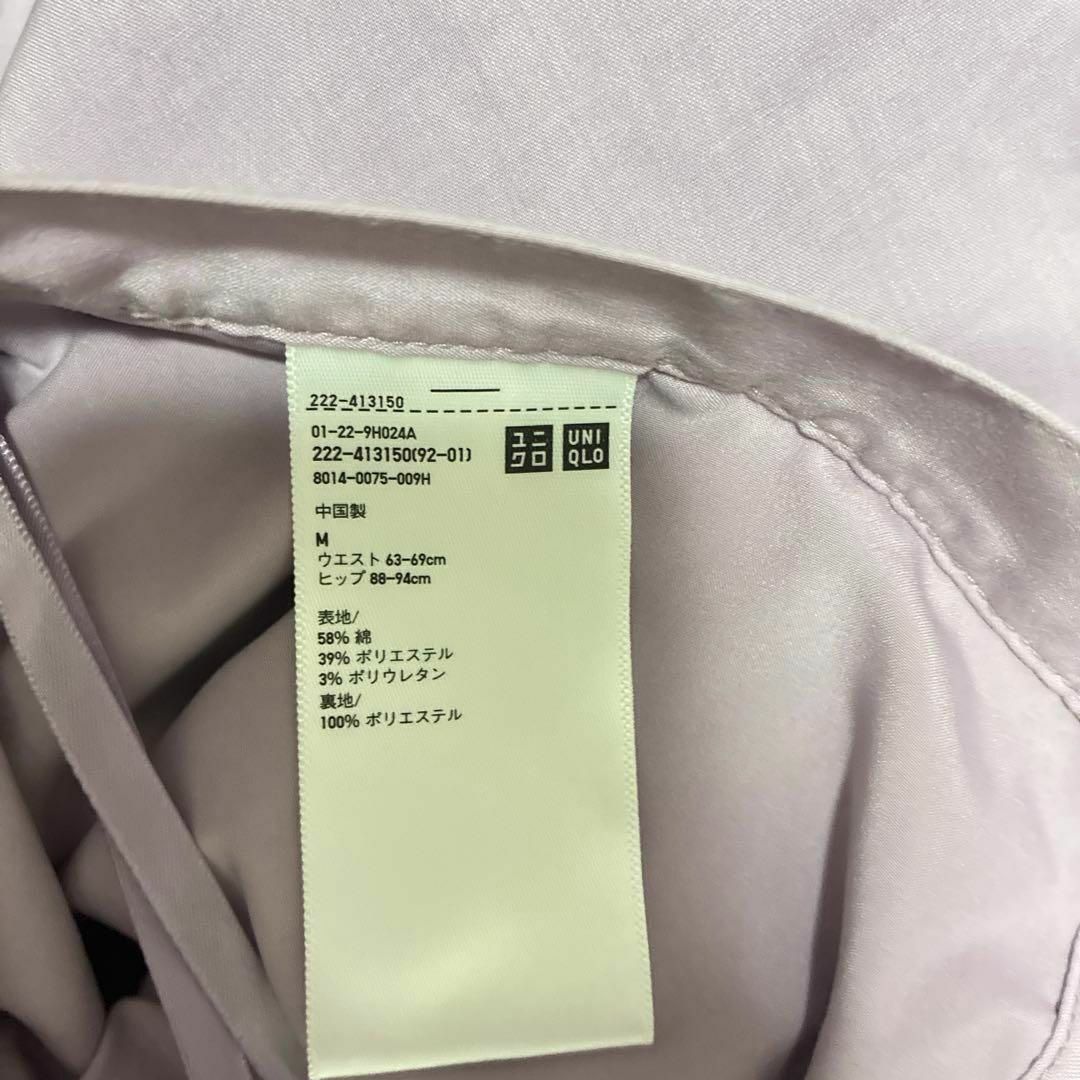 222-413150
01-22-9H024A
222-413150(92-01)
8014-0075-009H
ユニ
クロ
UNI
QLO
中国製
M
ウエスト 63-69cm
ヒップ 88-94cm
表地/
58% 綿
39% ポリエステル
3% ポリウレタン
裏地/
100% ポリエステル